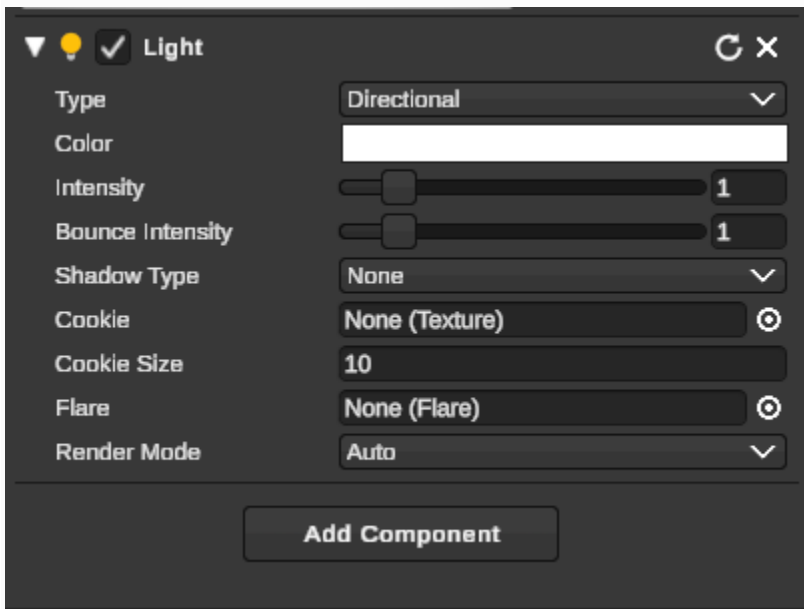 Light
Type Directional
Color
Intensity 1
Bounce Intensity 1
Shadow Type None
Cookie None (Texture)
Cookie Size 10
Flare None (Flare)
Render Mode Auto
Add Component